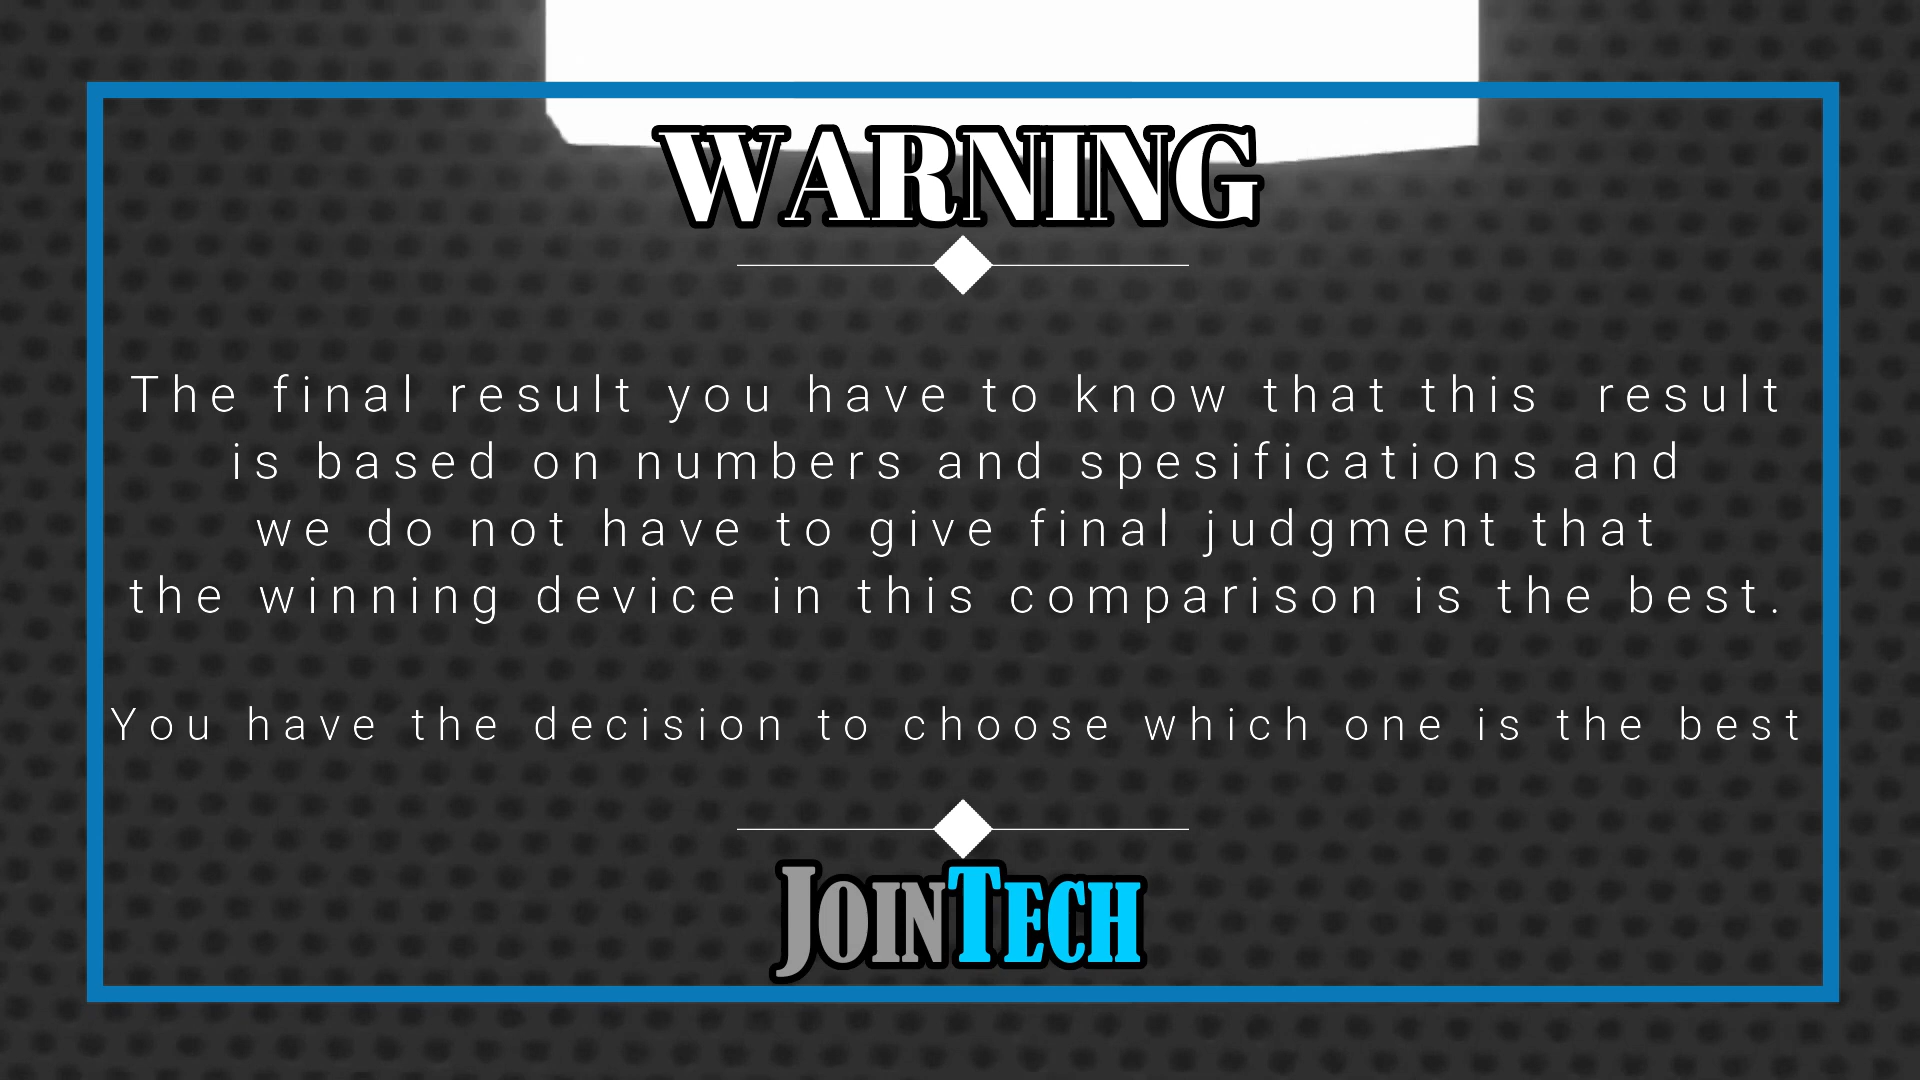 WARNING
The final result you have to know that this result
is based on numbers and spesifications and
we do not have to give final judgment that
the winning device in this comparison is the best.
You have the decision to choose which one is the best
JOINTECH